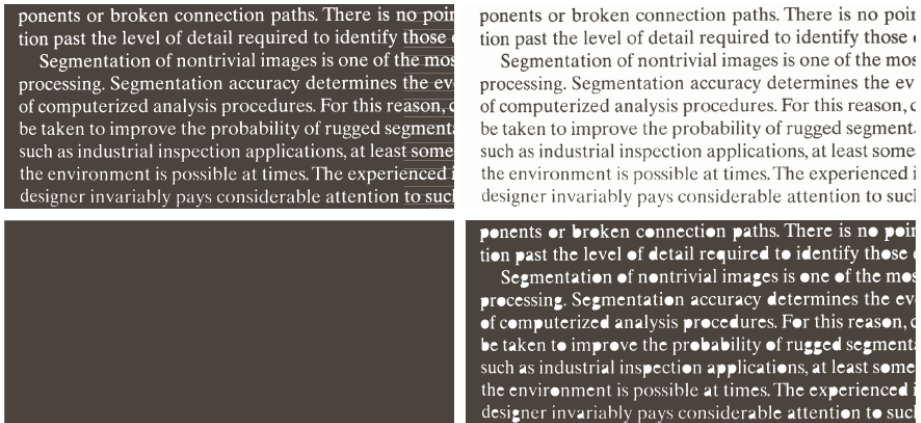 ponents or broken connection paths. There is no poin
tion past the level of detail required to identify those
Segmentation of nontrivial images is one of the mos
processing. Segmentation accuracy determines the ev
of computerized analysis procedures. For this reason, c
be taken to improve the probability of rugged segment
such as industrial inspection applications, at least some
the environment is possible at times. The experienced i
designer invariably pays considerable attention to suc
ponents or broken connection paths. There is no poin
tion past the level of detail required to identify those
Segmentation of nontrivial images is one of the mos
processing. Segmentation accuracy determines the ev
of computerized analysis procedures. For this reason, c
be taken to improve the probability of rugged segment
such as industrial inspection applications, at least some
the environment is possible at times. The experienced i
designer invariably pays considerable attention to suc
ponents or broken connection paths. There is no poin
tion past the level of detail required to identify those
Segmentation of nontrivial images is one of the mos
processing. Segmentation accuracy determines the ev
of computerized analysis procedures. For this reason, c
be taken to improve the probability of rugged segment
such as industrial inspection applications, at least some
the environment is possible at times. The experienced i
designer invariably pays considerable attention to suc